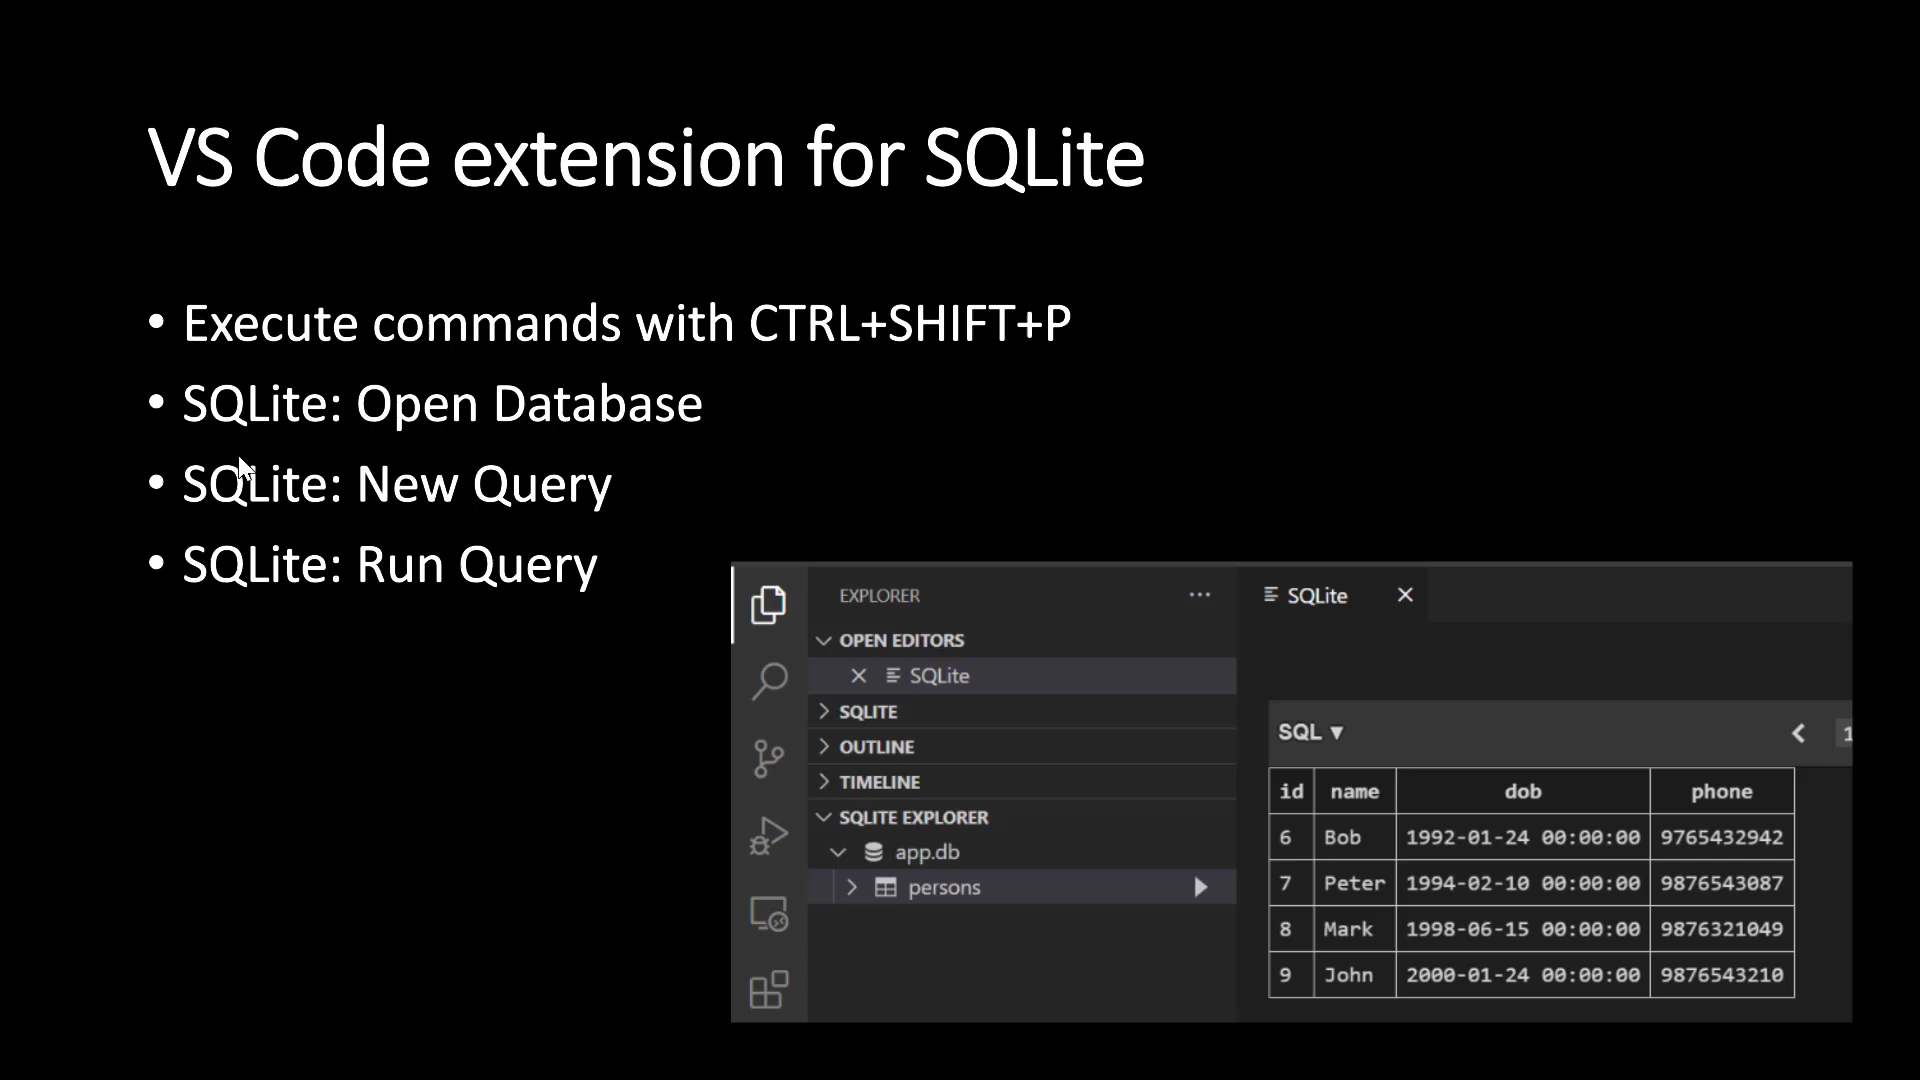 VS Code extension for SQLite
• Execute commands with CTRL+SHIFT+P
• SQLite: Open Database
• SQLite: New Query
• SQLite: Run Query
EXPLORER
OPEN EDITORS
SQLite
SQLITE
OUTLINE
TIMELINE
SQLITE EXPLORER
app.db
persons
SQLite
SQL ▼ 1
id name dob phone
6 Bob 1992-01-24 00:00:00 9765432942
7 Peter 1994-02-10 00:00:00 9876543087
8 Mark 1998-06-15 00:00:00 9876321049
9 John 2000-01-24 00:00:00 9876543210